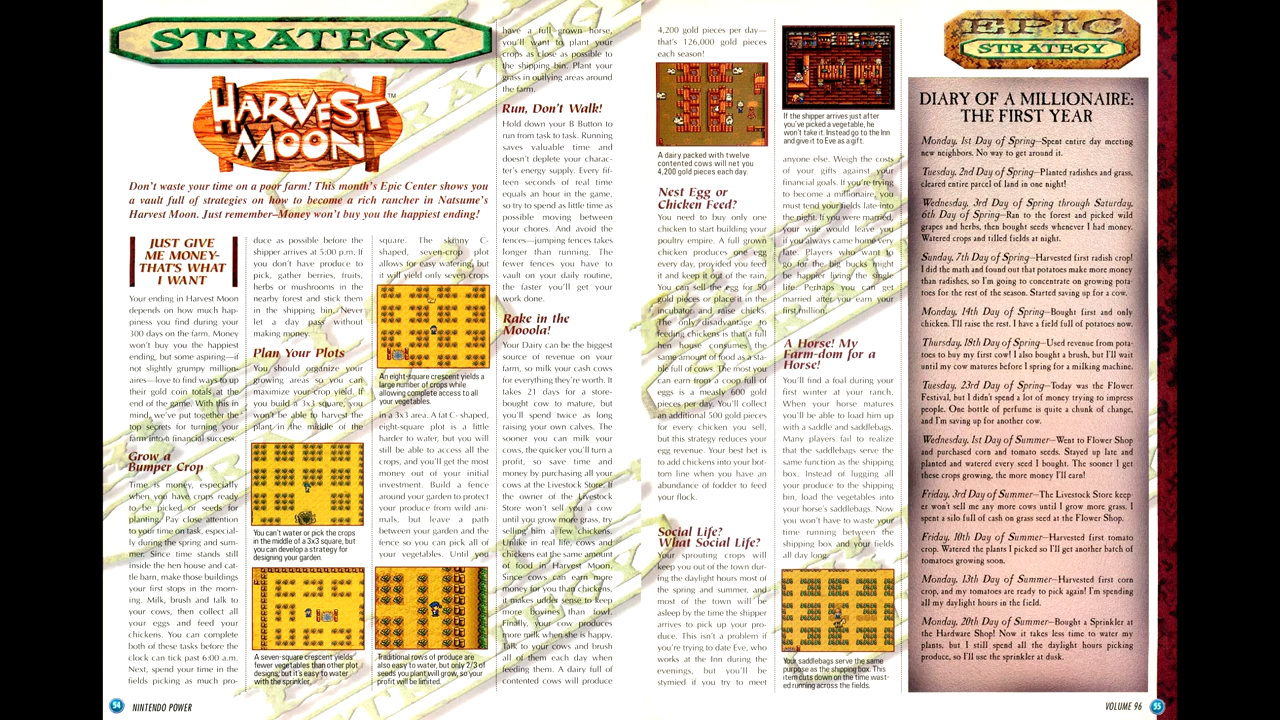 STRATEGY
HARVEST
MOON
TM
Don't waste your time on a poor farm! This month's Epic Center shows you
a vault full of strategies on how to become a rich rancher in Natsume's
Harvest Moon. Just remember–Money won't buy you the happiest ending!
JUST GIVE
ME MONEY-
THAT'S WHAT
I WANT
Your ending in Harvest Moon
depends on how much hap-
piness you find during your
300 days on the farm. Money
won't buy you the happiest
ending, but some aspiring—if
not slightly grumpy million-
aires—love to find ways to up
their gold coin totals at the
end of the game. With this in
mind, we've put together the
top secrets for turning your
farm into a financial success.
Grow a
Bumper Crop
Time is money, especially
when you have crops ready
to be picked or seeds for
planting. Pay close attention
to your time on task, especial-
ly during the spring and sum-
mer. Since time stands still
inside the hen house and cat-
tle barn, make those buildings
your first stops in the morn-
ing. Milk, brush and talk to
your cows, then collect all
your eggs and feed your
chickens. You can complete
both of these tasks before the
clock can tick past 6:00 a.m.
Next, spend your time in the
fields picking as much pro-
duce as possible before the
shipper arrives at 5:00 p.m. If
you don't have produce to
pick, gather berries, fruits,
herbs or mushrooms in the
nearby forest and stick them
in the shipping bin. Never
let a day pass without
making money.
Plan Your Plots
You should organize your
growing areas so you can
maximize your crop yield. If
you build a 3x3 square, you
won't be able to harvest the
plant in the middle of the
You can't water or pick the crops
in the middle of a 3x3 square, but
you can develop a strategy for
designing your garden.
A seven-square crescent yields
fewer vegetables than other plot
designs, but it's easy to water
with the sprinkler.
square. The skinny C-
shaped, seven-crop plot
allows for easy watering, but
it will yield only seven crops
An eight-square crescent yields a
large number of crops while
allowing complete access to all
your vegetables.
in a 3x3 area. A fat C- shaped,
eight-square plot is a little
harder to water, but you will
still be able to access all the
crops, and you'll get the most
money out of your initial
investment. Build a fence
around your garden to protect
your produce from wild ani-
mals, but leave a path
between your garden and the
fence so you can pick all of
your vegetables. Until you
Traditional rows of produce are
also easy to water, but only 2/3 of
seeds you plant will grow, so your
profit will be limited.
have a full grown horse,
you'll want to plant your
crops as close as possible to
the shipping bin. Plant your
grass in outlying areas around
the farm.
Run, Don't Walk!
Hold down your B Button to
run from task to task. Running
saves valuable time and
doesn't deplete your charac-
ter's energy supply. Every fif-
teen seconds of real time
equals an hour in the game,
so try to spend as little time as
possible moving between
your chores. And avoid the
fences—jumping fences takes
longer than running. The
fewer fences you have to
vault on your daily routine,
the faster you'll get your
work done.
Rake in the
Mooola!
Your Dairy can be the biggest
source of revenue on your
farm, so milk your cash cows
for everything they're worth. It
takes 21 days for a store-
bought cow to mature, but
you'll spend twice as long
raising your own calves. The
sooner you can milk your
cows, the quicker you'll turn a
profit, so save time and
money by purchasing all your
cows at the Livestock Store. If
the owner of the Livestock
Store won't sell you a cow
until you grow more grass, try
selling him a few chickens.
Unlike in real life, cows and
chickens eat the same amount
of food in Harvest Moon.
Since cows can earn more
money for you than chickens,
it makes udder sense to keep
more bovines than fowl.
Finally, your cow produces
more milk when she is happy.
Talk to your cows and brush
all of them each day when
feeding them. A dairy full of
contented cows will produce
54 NINTENDO POWER
4,200 gold pieces per day—
that's 126,000 gold pieces
each season!
A dairy packed with twelve
contented cows will net you
4,200 gold pieces each day.
Nest Egg or
Chicken Feed?
You need to buy only one
chicken to start building your
poultry empire. A full grown
chicken produces one egg
every day, provided you feed
it and keep it out of the rain.
You can sell the egg for 50
gold pieces or place it in the
incubator and raise chicks.
The only disadvantage to
feeding chickens is that a full
hen house consumes the
same amount of food as a sta-
ble full of cows. The most you
can earn from a coop full of
eggs is a measly 600 gold
pieces per day. You'll collect
an additional 500 gold pieces
for every chicken you sell,
but this strategy reduces your
egg revenue. Your best bet is
to add chickens into your bot-
tom line when you have an
abundance of fodder to feed
your flock.
Social Life?
What Social Life?
Your sprouting crops will
keep you out of the town dur-
ing the daylight hours most of
the spring and summer, and
most of the town will be
asleep by the time the shipper
arrives to pick up your pro-
duce. This isn't a problem if
you're trying to date Eve, who
works at the Inn during the
evenings, but you'll be
stymied if you try to meet
If the shipper arrives just after
you've picked a vegetable, he
won't take it. Instead go to the Inn
and give it to Eve as a gift.
anyone else. Weigh the costs
of your gifts against your
financial goals. If you're trying
to become a millionaire, you
must tend your fields late into
the night. If you were married,
your wife would leave you
if you always came home very
late. Players who want to
go for the big bucks might
be happier living the single
life. Perhaps you can get
married after you earn your
first million.
A Horse! My
Farm-dom for a
Horse!
You'll find a foal during your
first winter at your ranch.
When your horse matures
you'll be able to load him up
with a saddle and saddlebags.
Many players fail to realize
that the saddlebags serve the
same function as the shipping
box. Instead of lugging all
your produce to the shipping
bin, load the vegetables into
your horse's saddlebags. Now
you won't have to waste your
time running between the
shipping box and your fields
all day long.
Your saddlebags serve the same
purpose as the shipping box. This
item cuts down on the time wast-
ed running across the fields.
EPIC
STRATEGY
DIARY OF A MILLIONAIRE:
THE FIRST YEAR
Monday, 1st Day of Spring—Spent entire day meeting
new neighbors. No way to get around it.
Tuesday, 2nd Day of Spring—Planted radishes and grass,
cleared entire parcel of land in one night!
Wednesday, 3rd Day of Spring through Saturday,
6th Day of Spring—Ran to the forest and picked wild
grapes and herbs, then bought seeds whenever I had money.
Watered crops and tilled fields at night.
Sunday, 7th Day of Spring—Harvested first radish crop!
I did the math and found out that potatoes make more money
than radishes, so I'm going to concentrate on growing pota-
toes for the rest of the season. Started saving up for a cow.
Monday, 14th Day of Spring—Bought first and only
chicken. I'll raise the rest. I have a field full of potatoes now.
Thursday, 18th Day of Spring—Used revenue from pota-
toes to buy my first cow! I also bought a brush, but I'll wait
until my cow matures before I spring for a milking machine.
Tuesday, 23rd Day of Spring—Today was the Flower
Festival, but I didn't spend a lot of money trying to impress
people. One bottle of perfume is quite a chunk of change,
and I'm saving up for another cow.
Wednesday, 1st Day of Summer—Went to Flower Shop
and purchased corn and tomato seeds. Stayed up late and
planted and watered every seed I bought. The sooner I get
these crops growing, the more money I'll earn!
Friday, 3rd Day of Summer—The Livestock Store keep-
er won't sell me any more cows until I grow more grass. I
spent a silo full of cash on grass seed at the Flower Shop.
Friday, 10th Day of Summer—Harvested first tomato
crop. Watered the plants I picked so I'll get another batch of
tomatoes growing soon.
Monday, 13th Day of Summer—Harvested first corn
crop, and my tomatoes are ready to pick again! I'm spending
all my daylight hours in the field.
Monday, 20th Day of Summer—Bought a Sprinkler at
the Hardware Shop! Now it takes less time to water my
plants, but I still spend all the daylight hours picking
produce, so I'll use the sprinkler at dusk.
VOLUME 96 55